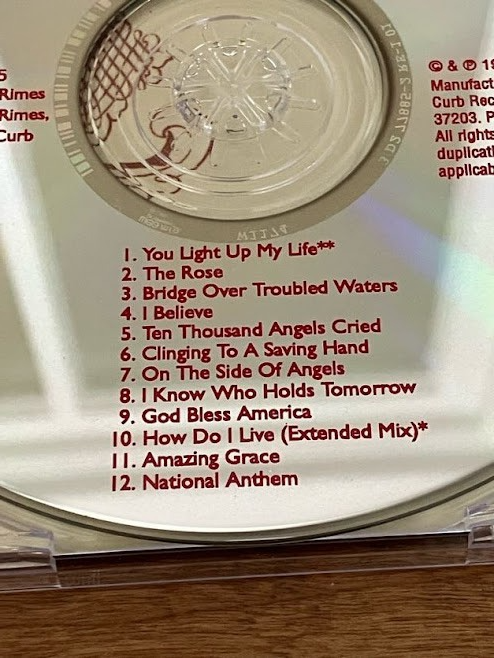 5
Rimes
Rimes,
Curb
© & ℗ 19
Manufact
Curb Rec
37203. P
All rights
duplicati
applicab
1. You Light Up My Life**
2. The Rose
3. Bridge Over Troubled Waters
4. I Believe
5. Ten Thousand Angels Cried
6. Clinging To A Saving Hand
7. On The Side Of Angels
8. I Know Who Holds Tomorrow
9. God Bless America
10. How Do I Live (Extended Mix)*
11. Amazing Grace
12. National Anthem